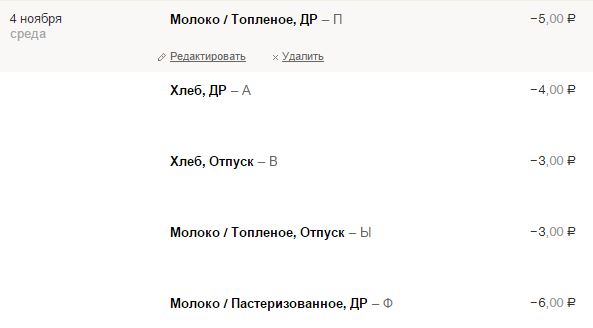 4 ноября Молоко / Топленое, ДР – П −5,00 ₽
среда
Редактировать × Удалить
Хлеб, ДР – А −4,00 ₽
Хлеб, Отпуск – В −3,00 ₽
Молоко / Топленое, Отпуск – Ы −3,00 ₽
Молоко / Пастеризованное, ДР – Ф −6,00 ₽